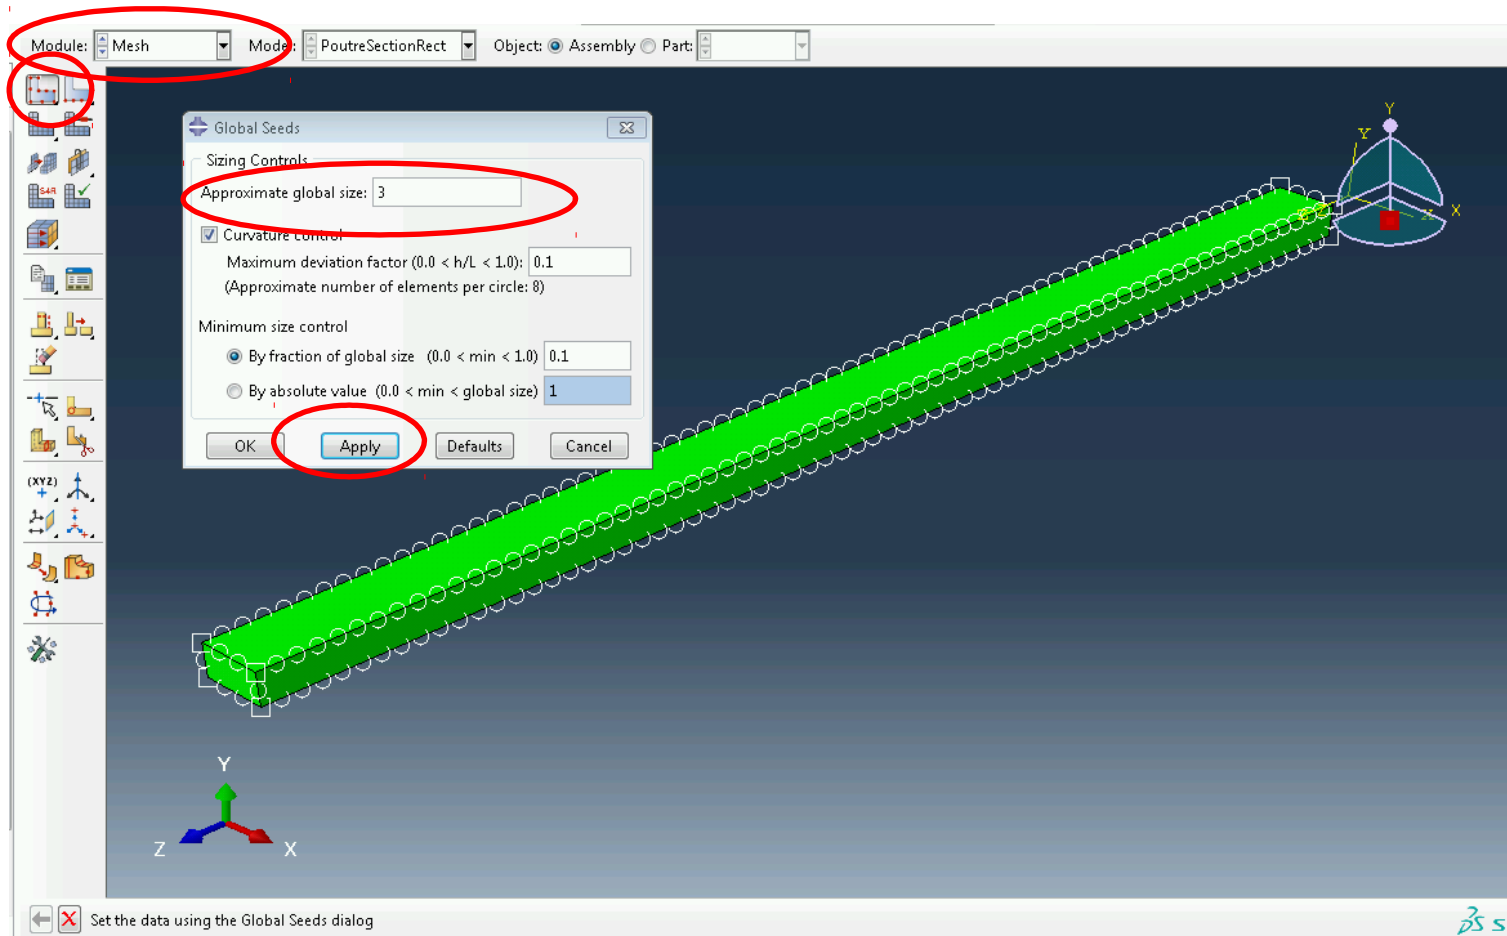 Module: Mesh Model: PoutreSectionRect Object: Assembly Part:
Global Seeds
Sizing Controls
Approximate global size: 3
Curvature control
Maximum deviation factor (0.0 < h/L < 1.0): 0.1
(Approximate number of elements per circle: 8)
Minimum size control
By fraction of global size (0.0 < min < 1.0) 0.1
By absolute value (0.0 < min < global size) 1
OK Apply Defaults Cancel
S4R
(XYZ)
Y
Y
X
Y
Z
X
Set the data using the Global Seeds dialog